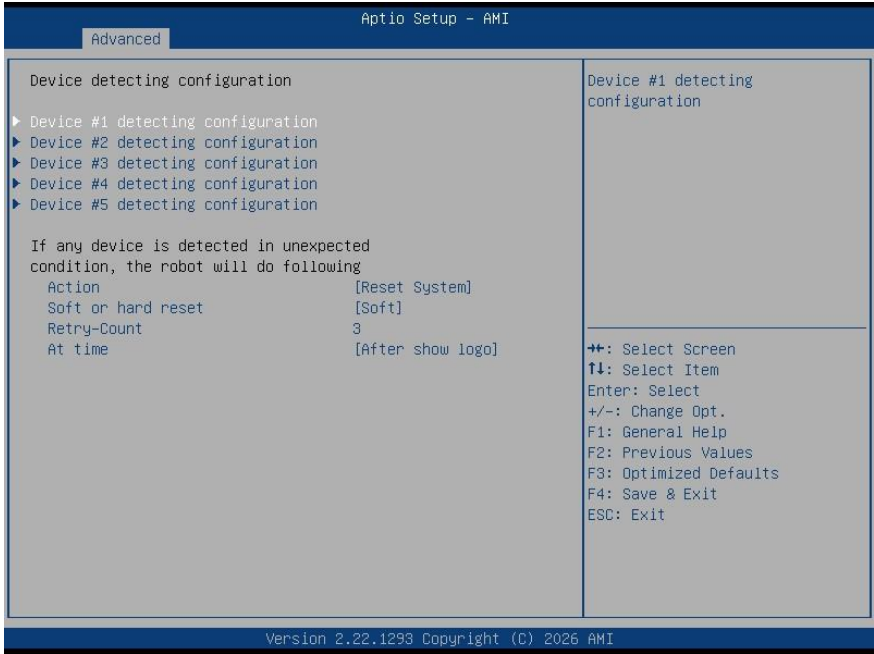 Aptio Setup – AMI
Advanced
Device detecting configuration
▶ Device #1 detecting configuration
▶ Device #2 detecting configuration
▶ Device #3 detecting configuration
▶ Device #4 detecting configuration
▶ Device #5 detecting configuration
If any device is detected in unexpected
condition, the robot will do following
Action [Reset System]
Soft or hard reset [Soft]
Retry-Count 3
At time [After show logo]
Device #1 detecting
configuration
→←: Select Screen
↑↓: Select Item
Enter: Select
+/-: Change Opt.
F1: General Help
F2: Previous Values
F3: Optimized Defaults
F4: Save & Exit
ESC: Exit
Version 2.22.1293 Copyright (C) 2026 AMI